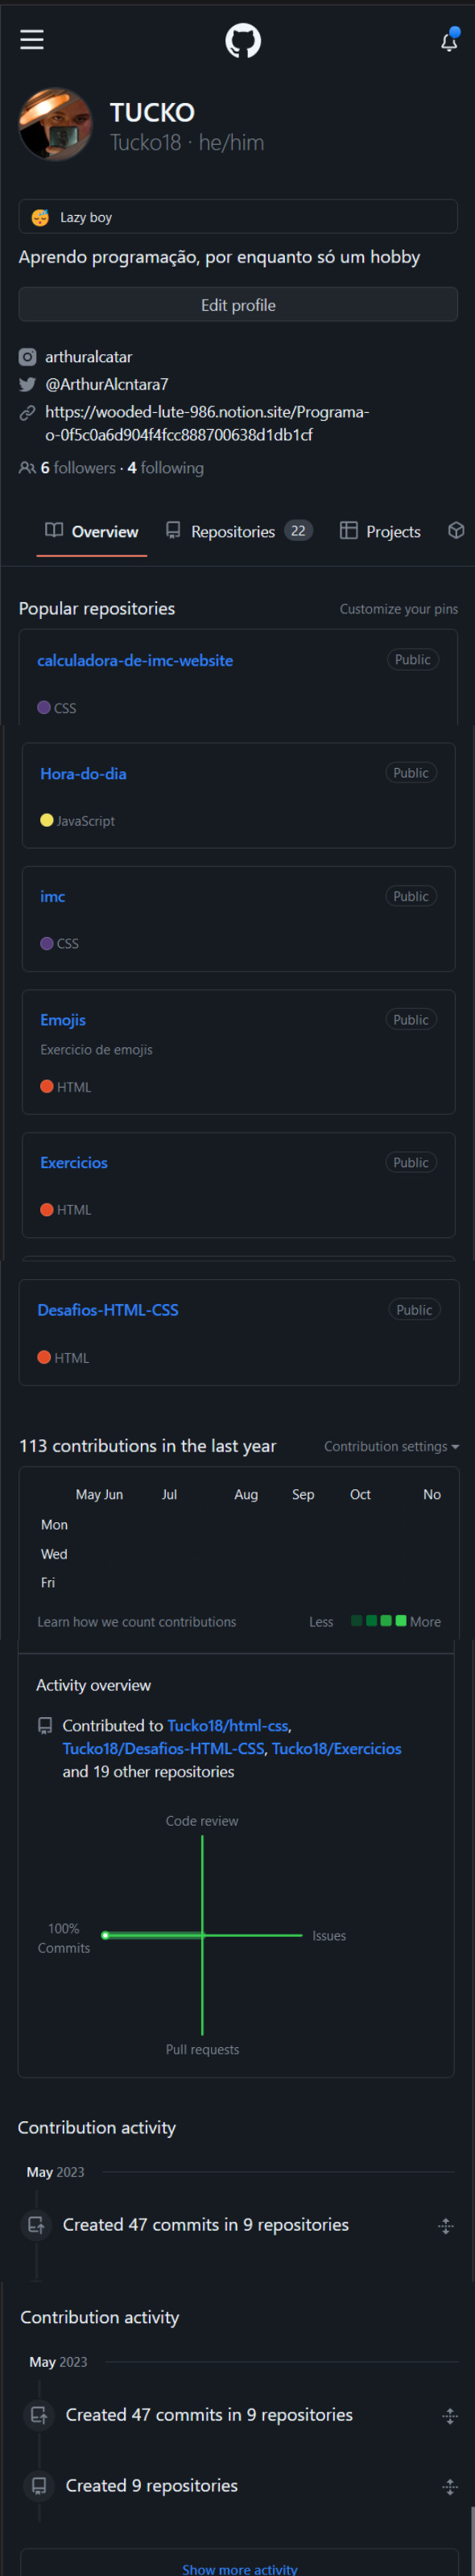 TUCKO
Tucko18 · he/him
😴 Lazy boy
Aprendo programação, por enquanto só um hobby
Edit profile
arthuralcatar
@ArthurAlcntara7
https://wooded-lute-986.notion.site/Programa-
o-0f5c0a6d904f4fcc888700638d1db1cf
6 followers · 4 following
Overview Repositories 22 Projects
Popular repositories Customize your pins
calculadora-de-imc-website Public
CSS
Hora-do-dia Public
JavaScript
imc Public
CSS
Emojis Public
Exercicio de emojis
HTML
Exercicios Public
HTML
Desafios-HTML-CSS Public
HTML
113 contributions in the last year Contribution settings
May Jun Jul Aug Sep Oct No
Mon
Wed
Fri
Learn how we count contributions Less More
Activity overview
Contributed to Tucko18/html-css,
Tucko18/Desafios-HTML-CSS, Tucko18/Exercicios
and 19 other repositories
Code review
100%
Commits
Issues
Pull requests
Contribution activity
May 2023
Created 47 commits in 9 repositories
Contribution activity
May 2023
Created 47 commits in 9 repositories
Created 9 repositories
Show more activity